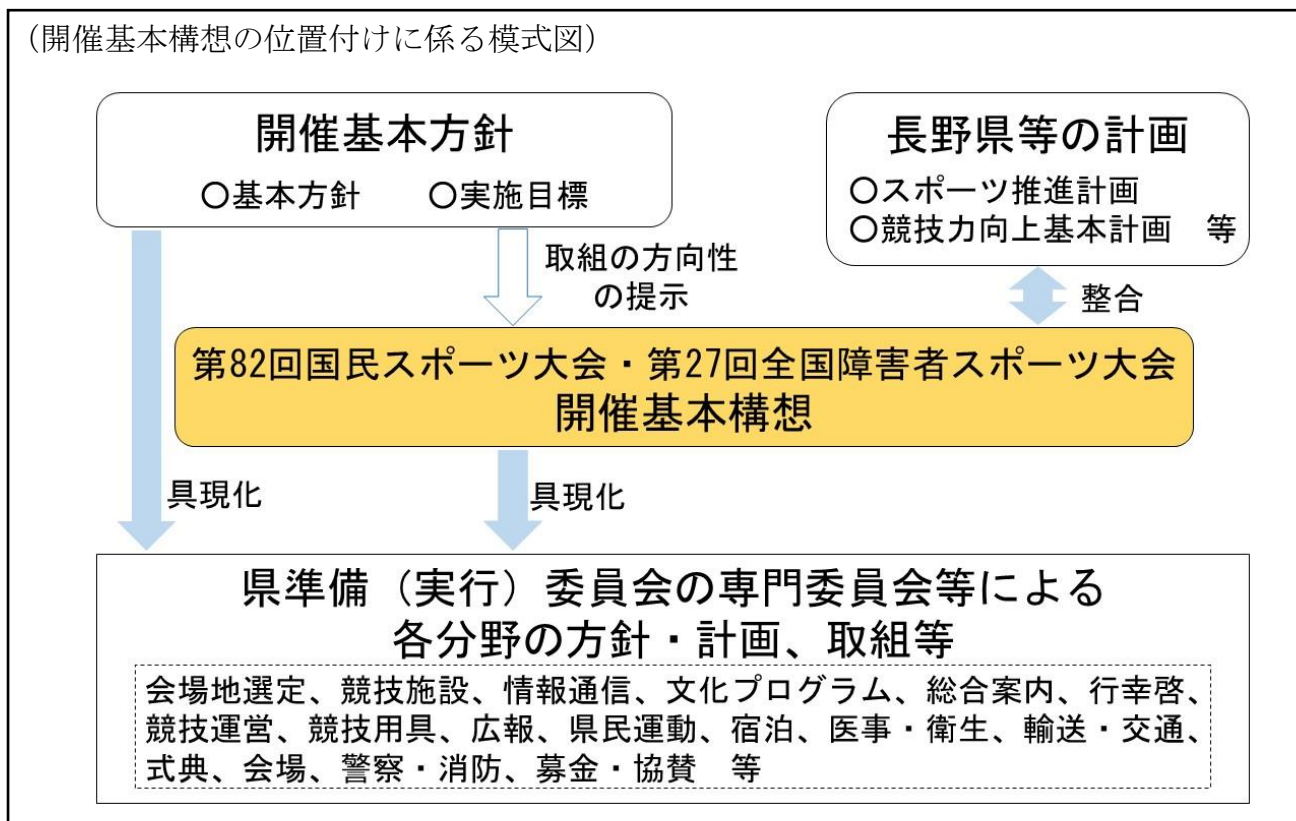 （開催基本構想の位置付けに係る模式図）
開催基本方針
○基本方針　○実施目標
長野県等の計画
○スポーツ推進計画
○競技力向上基本計画　等
取組の方向性
の提示
整合
第82回国民スポーツ大会・第27回全国障害者スポーツ大会
開催基本構想
具現化
具現化
県準備（実行）委員会の専門委員会等による
各分野の方針・計画、取組等
会場地選定、競技施設、情報通信、文化プログラム、総合案内、行幸啓、
競技運営、競技用具、広報、県民運動、宿泊、医事・衛生、輸送・交通、
式典、会場、警察・消防、募金・協賛　等